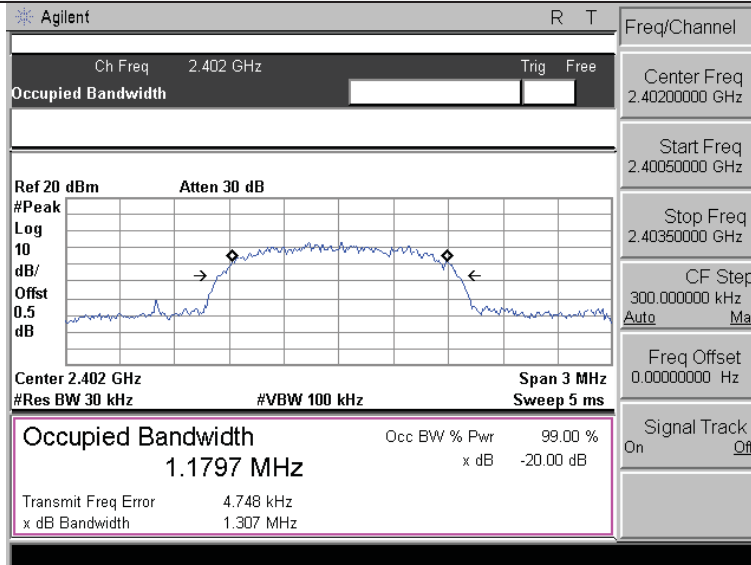 Agilent R T
Ch Freq 2.402 GHz Trig Free
Occupied Bandwidth
Ref 20 dBm Atten 30 dB
#Peak
Log
10
dB/
Offst
0.5
dB
Center 2.402 GHz Span 3 MHz
#Res BW 30 kHz #VBW 100 kHz Sweep 5 ms
Occupied Bandwidth Occ BW % Pwr 99.00 %
1.1797 MHz x dB -20.00 dB
Transmit Freq Error 4.748 kHz
x dB Bandwidth 1.307 MHz
Freq/Channel
Center Freq
2.40200000 GHz
Start Freq
2.40050000 GHz
Stop Freq
2.40350000 GHz
CF Step
300.000000 kHz
Auto Ma
Freq Offset
0.00000000 Hz
Signal Track
On Off